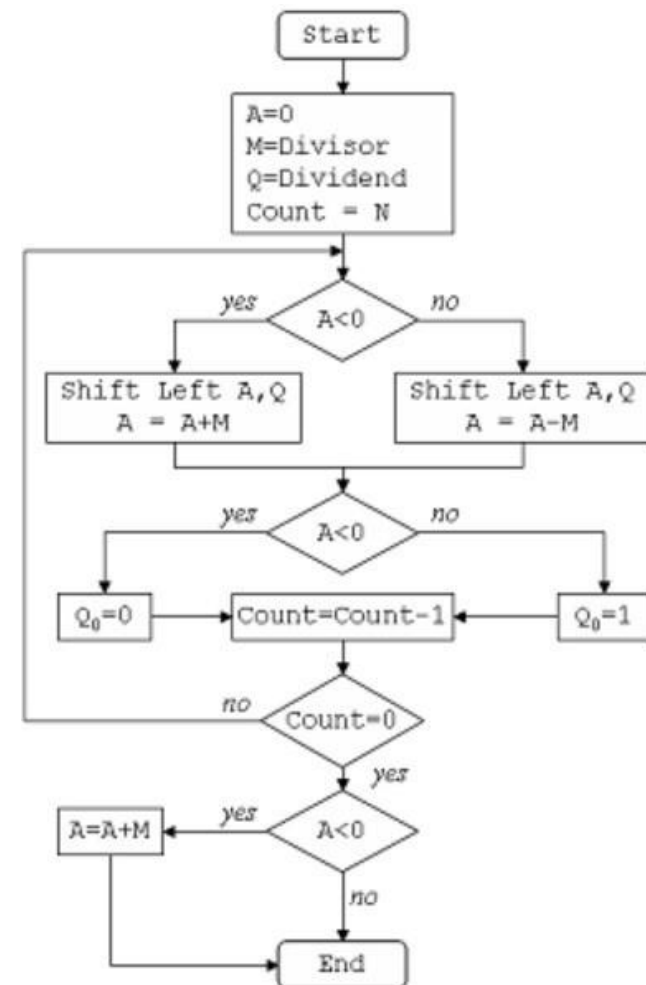 Start
A=0
M=Divisor
Q=Dividend
Count = N
yes
A<0
no
Shift Left A,Q
A = A+M
Shift Left A,Q
A = A-M
yes
A<0
no
Q₀=0
Count=Count-1
Q₀=1
no
Count=0
yes
A=A+M
yes
A<0
no
End